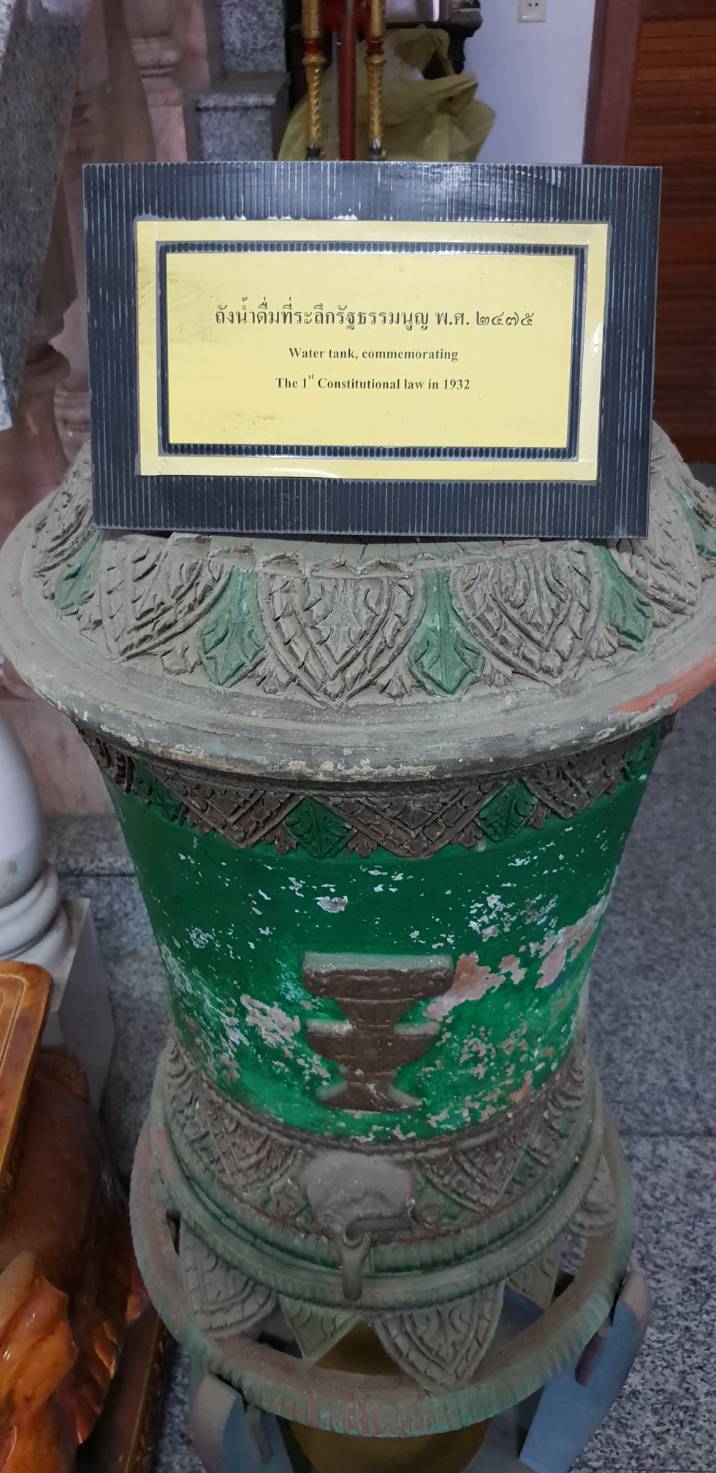 ถังน้ำดื่มที่ระลึกรัฐธรรมนูญ พ.ศ. ๒๔๗๕
Water tank, commemorating
The 1st Constitutional law in 1932